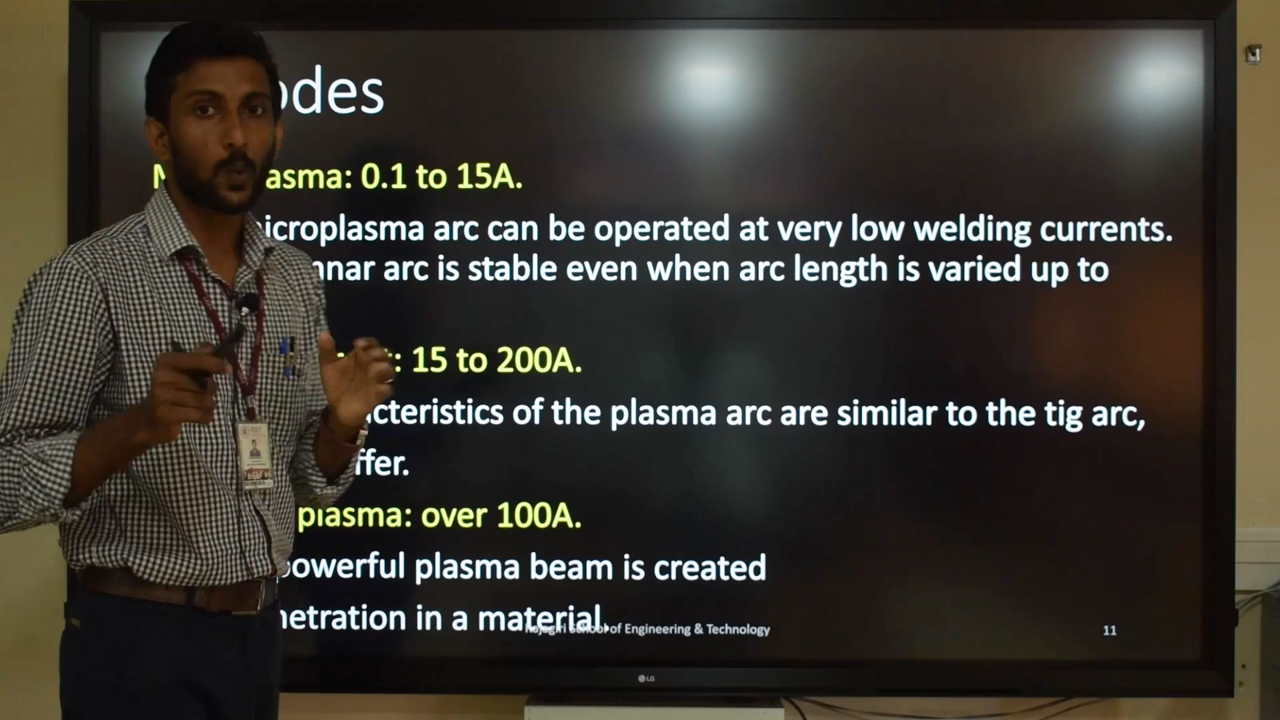 odes
asma: 0.1 to 15A.
icroplasma arc can be operated at very low welding currents.
nnar arc is stable even when arc length is varied up to
: 15 to 200A.
cteristics of the plasma arc are similar to the tig arc,
ffer.
plasma: over 100A.
powerful plasma beam is created
netration in a material.
Rajagiri School of Engineering & Technology
11
LG